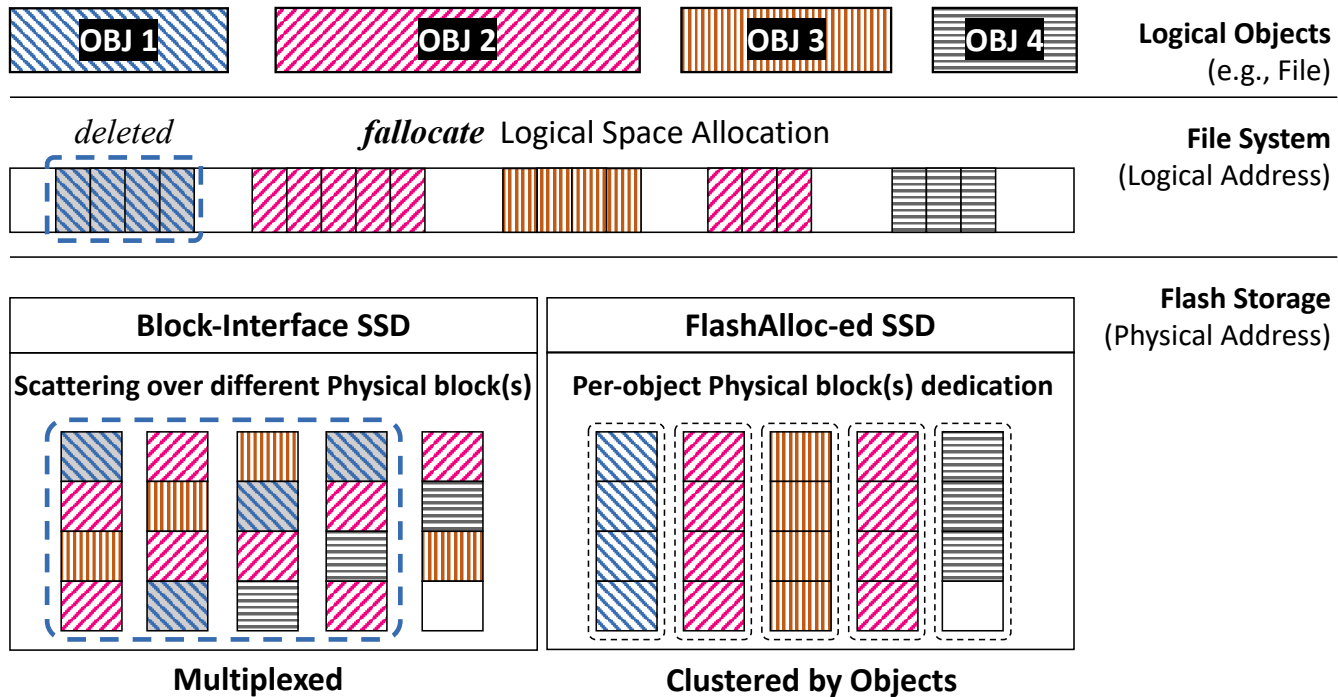 OBJ 1
OBJ 2
OBJ 3
OBJ 4
Logical Objects
(e.g., File)
deleted
fallocate Logical Space Allocation
File System
(Logical Address)
Flash Storage
(Physical Address)
Block-Interface SSD
Scattering over different Physical block(s)
Multiplexed
FlashAlloc-ed SSD
Per-object Physical block(s) dedication
Clustered by Objects